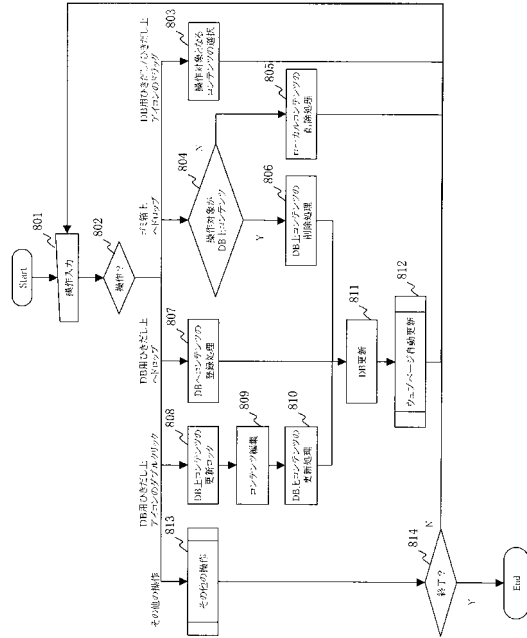 Start
801
操作入力
802
操作?
その他の操作
813
その他の操作
DB用ひきだし上
アイコンのダブルクリック
808
DB上コンテンツの
更新ロック
809
コンテンツ編集
810
DB上コンテンツの
更新処理
DB用ひきだし上
へドロップ
807
DBへコンテンツの
登録処理
ゴミ箱上
へドロップ
804
操作対象が
DB上コンテンツ
N
Y
805
ローカルコンテンツの
削除処理
806
DB上コンテンツの
削除処理
DB用ひきだし/ひきだし上
アイコンのドラッグ
803
操作対象となる
コンテンツの選択
811
DB更新
812
ウェブページ自動更新
814
終了?
N
Y
End